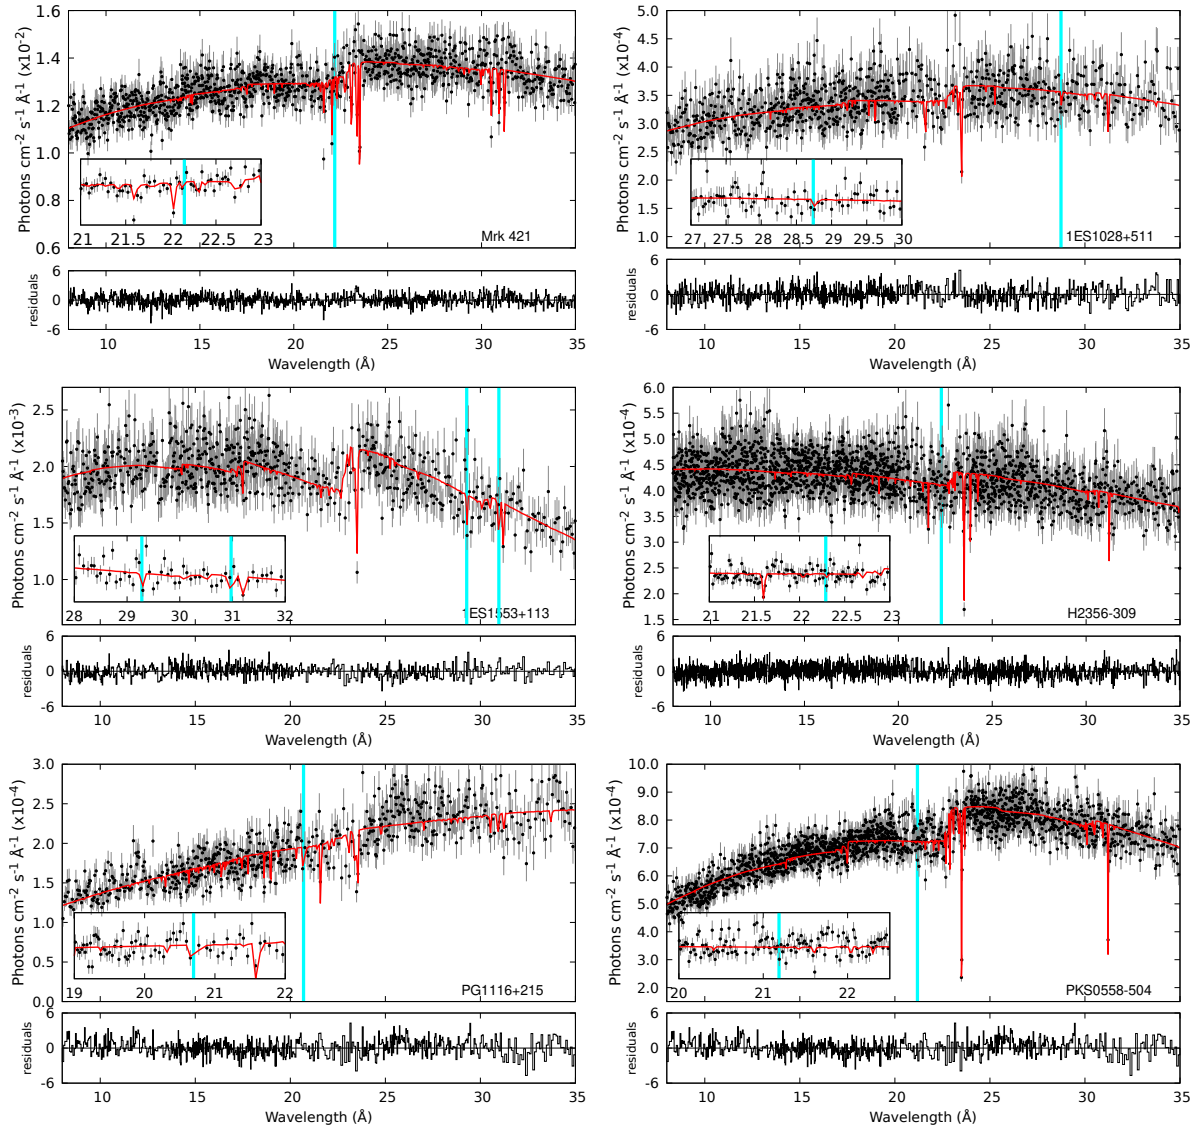 Photons cm-2 s-1 Å-1 (x10-2)
1.6
1.4
1.2
1.0
0.8
0.6
21 21.5 22 22.5 23
Mrk 421
residuals
6
0
-6
10 15 20 25 30 35
Wavelength (Å)
Photons cm-2 s-1 Å-1 (x10-4)
5.0
4.5
4.0
3.5
3.0
2.5
2.0
1.5
1.0
27 27.5 28 28.5 29 29.5 30
1ES1028+511
residuals
6
0
-6
10 15 20 25 30 35
Wavelength (Å)
Photons cm-2 s-1 Å-1 (x10-3)
2.5
2.0
1.5
1.0
28 29 30 31 32
1ES1553+113
residuals
6
0
-6
10 15 20 25 30 35
Wavelength (Å)
Photons cm-2 s-1 Å-1 (x10-4)
6.0
5.5
5.0
4.5
4.0
3.5
3.0
2.5
2.0
1.5
21 21.5 22 22.5 23
H2356-309
residuals
6
0
-6
10 15 20 25 30 35
Wavelength (Å)
Photons cm-2 s-1 Å-1 (x10-4)
3.0
2.5
2.0
1.5
1.0
0.5
0.0
19 20 21 22
PG1116+215
residuals
6
0
-6
10 15 20 25 30 35
Wavelength (Å)
Photons cm-2 s-1 Å-1 (x10-4)
10.0
9.0
8.0
7.0
6.0
5.0
4.0
3.0
2.0
20 21 22
PKS0558-504
residuals
6
0
-6
10 15 20 25 30 35
Wavelength (Å)